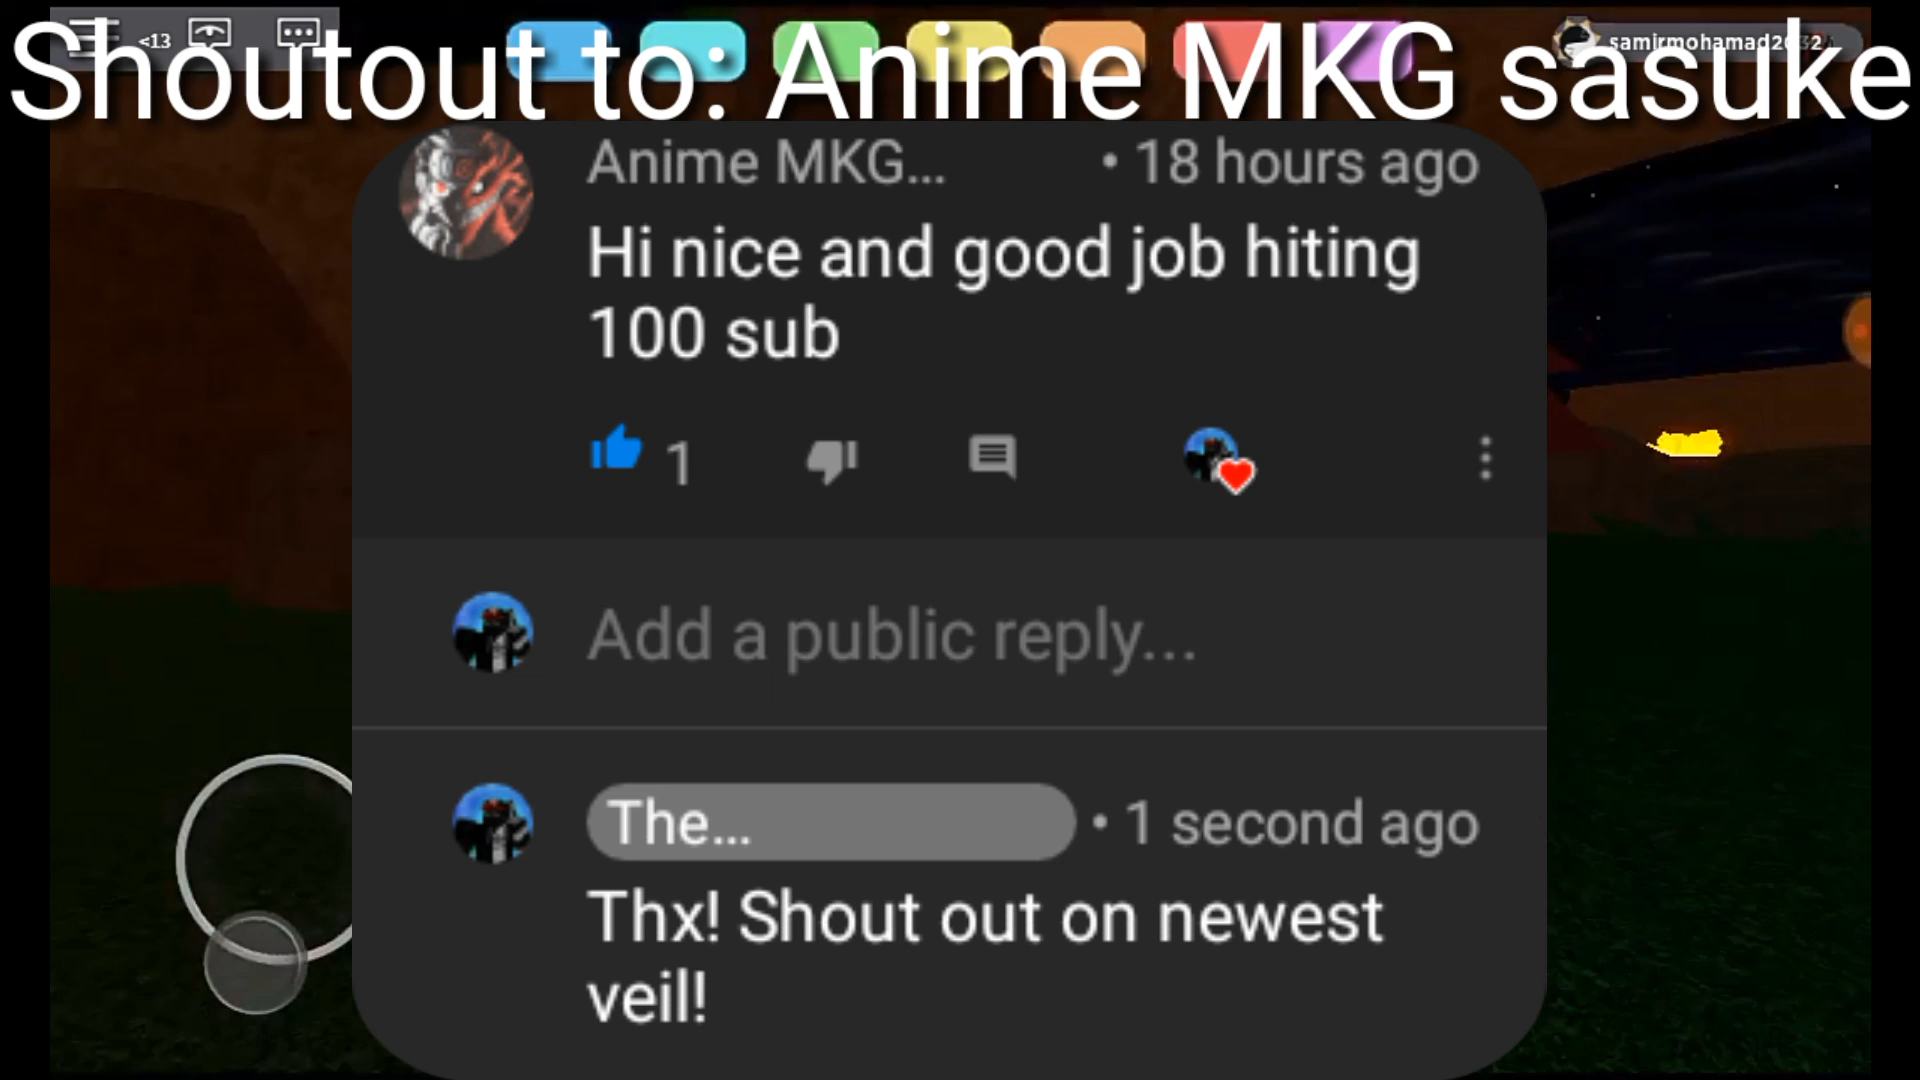 Shoutout to: Anime MKG sasuke
<13
Anime MKG... • 18 hours ago
Hi nice and good job hiting
100 sub
1
Add a public reply...
The... • 1 second ago
Thx! Shout out on newest
veil!